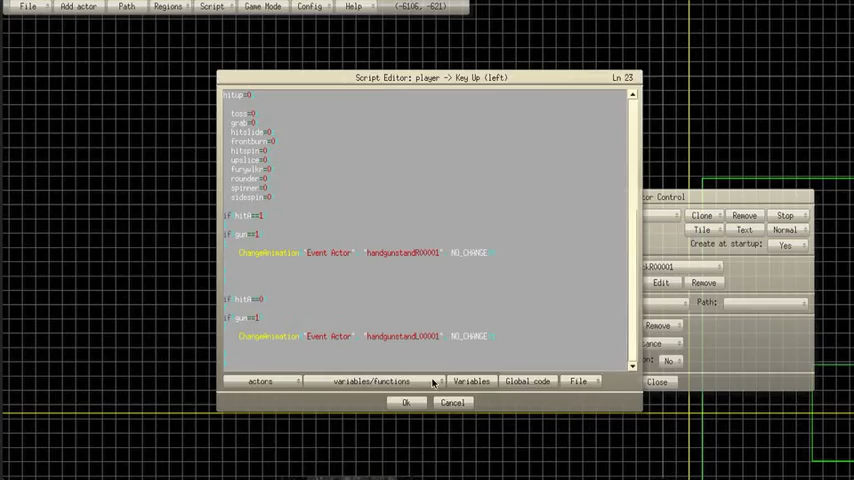 File Add actor Path Regions Script Game Mode Config Help (-6106, -621)
Script Editor: player -> Key Up (left) Ln 23
hitup=0
toss=0
grab=0
hitslide=0
frontburn=0
hitspin=0
upslice=0
furywlkr=0
rounder=0
spinner=0
sidespin=0
if hitA==1
if gun==1
ChangeAnimation "Event Actor" "handgunstandR00001" NO_CHANGE
if hitA==0
if gun==1
ChangeAnimation "Event Actor" "handgunstandL00001" NO_CHANGE
actors variables/functions Variables Global code File
Ok Cancel
tor Control
Clone Remove Stop
Tile Text Normal
Create at startup: Yes
kR00001
Edit Remove
Path:
Remove
tance
No
Close